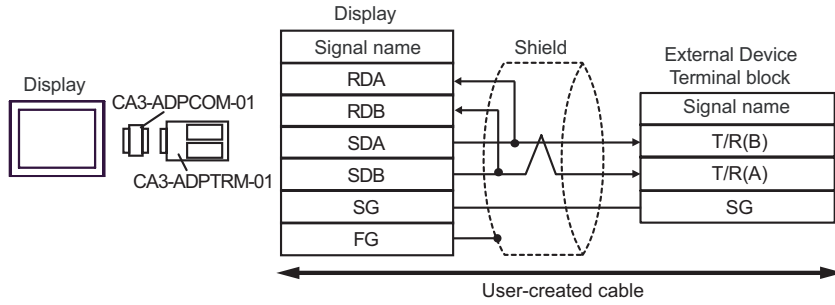 Display
Signal name
Shield
External Device
Terminal block
Display
RDA
Signal name
CA3-ADPCOM-01
RDB
SDA
T/R(B)
SDB
T/R(A)
CA3-ADPTRM-01
SG
SG
FG
User-created cable